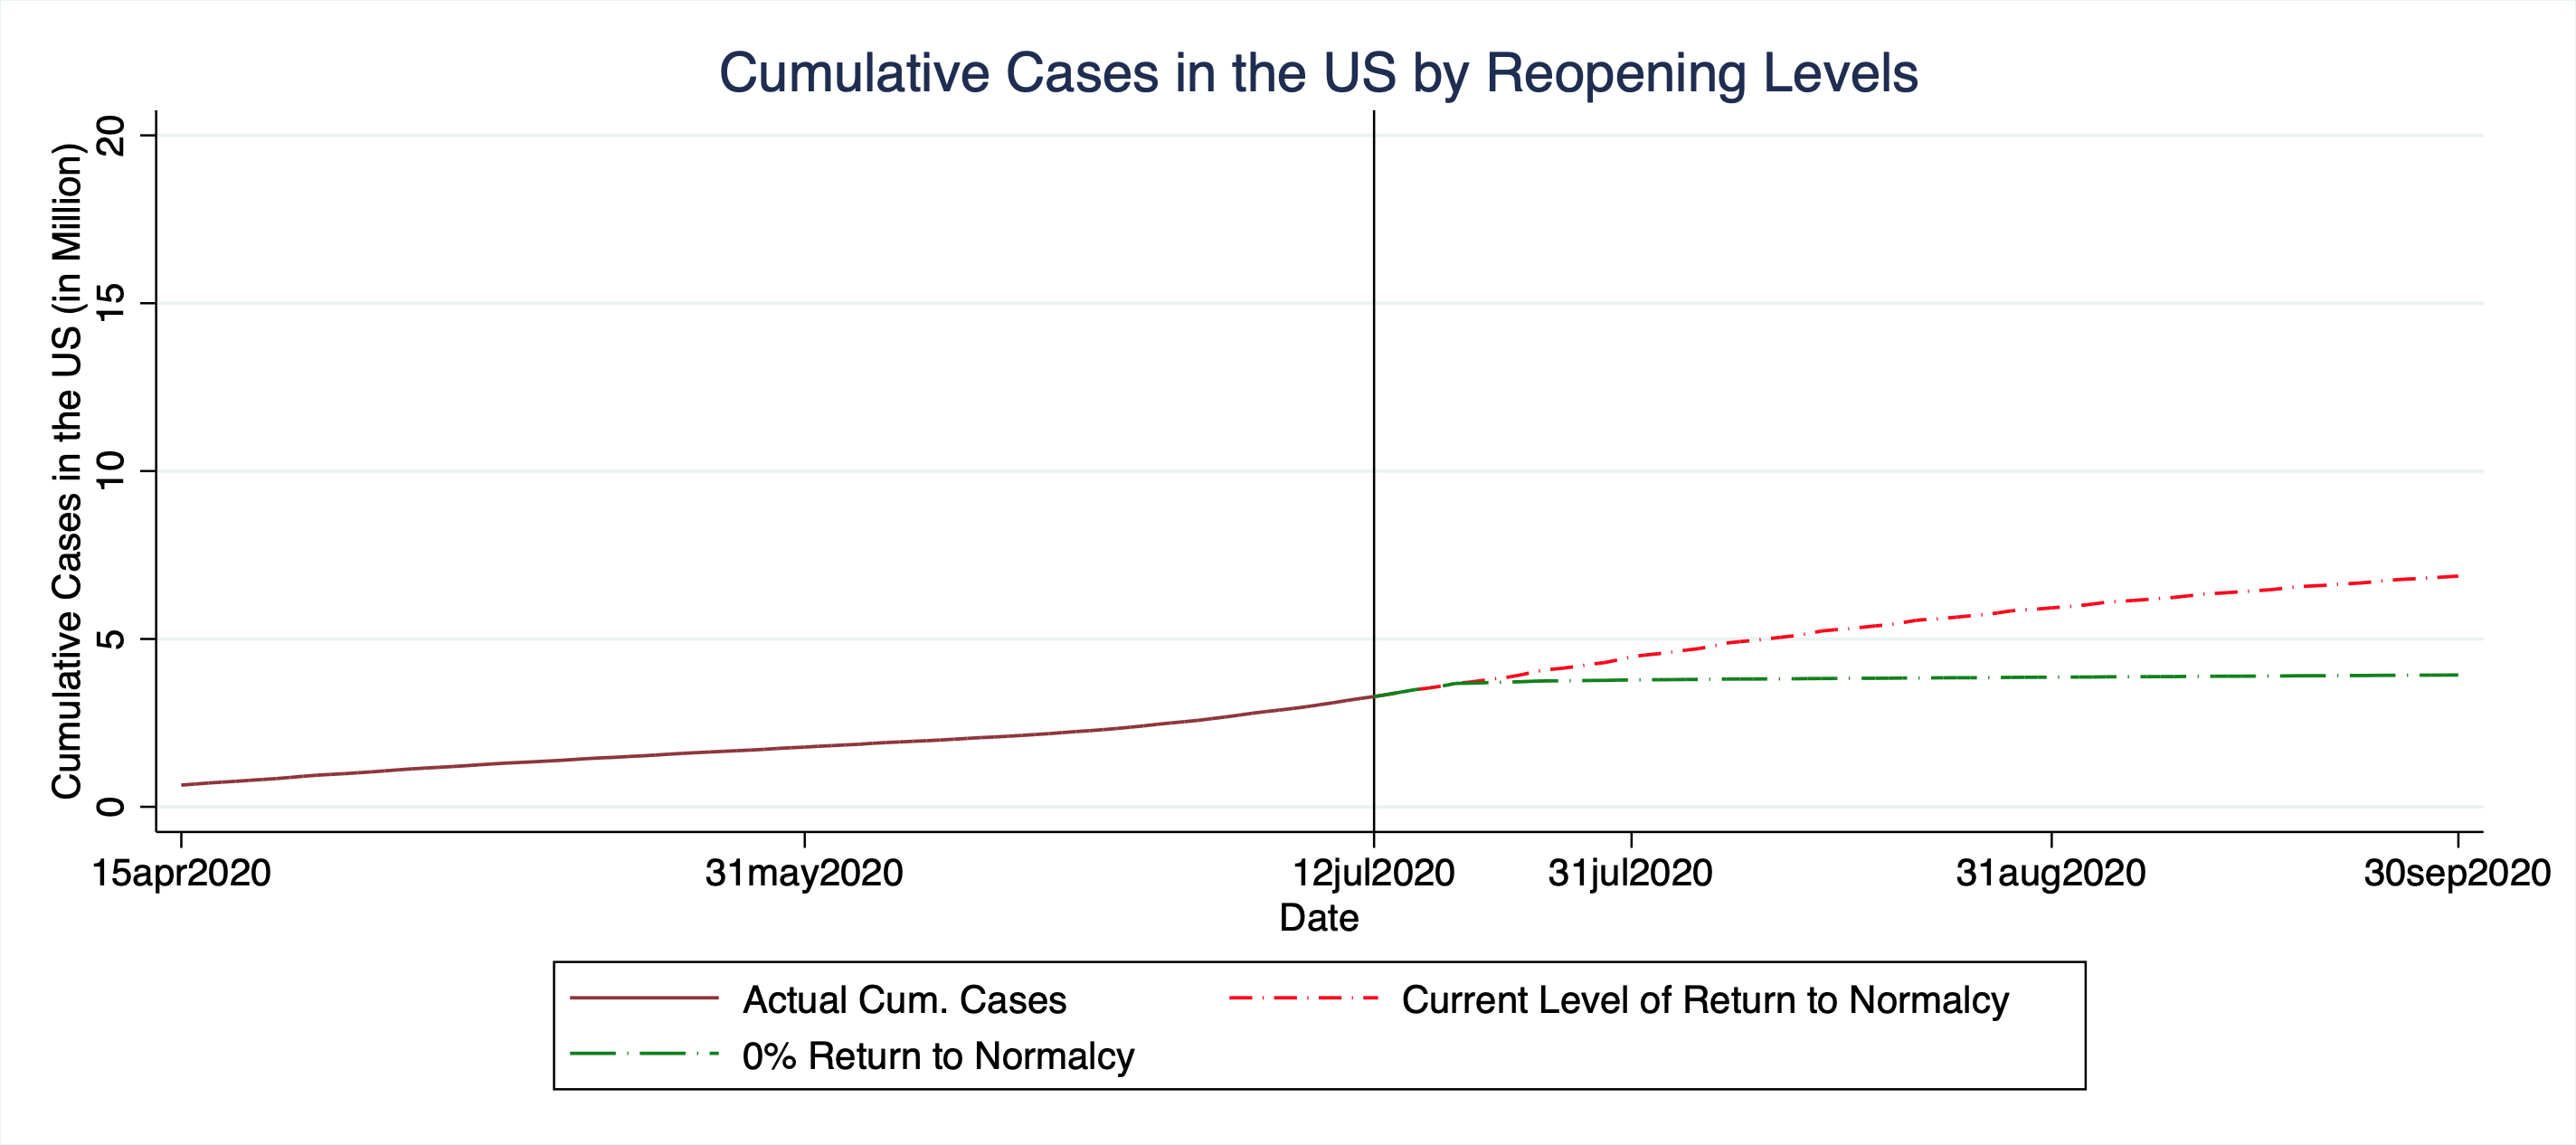 Cumulative Cases in the US by Reopening Levels
Cumulative Cases in the US (in Million)
20
15
10
5
0
15apr2020 31may2020 12jul2020 31jul2020 31aug2020 30sep2020
Date
Actual Cum. Cases Current Level of Return to Normalcy
0% Return to Normalcy